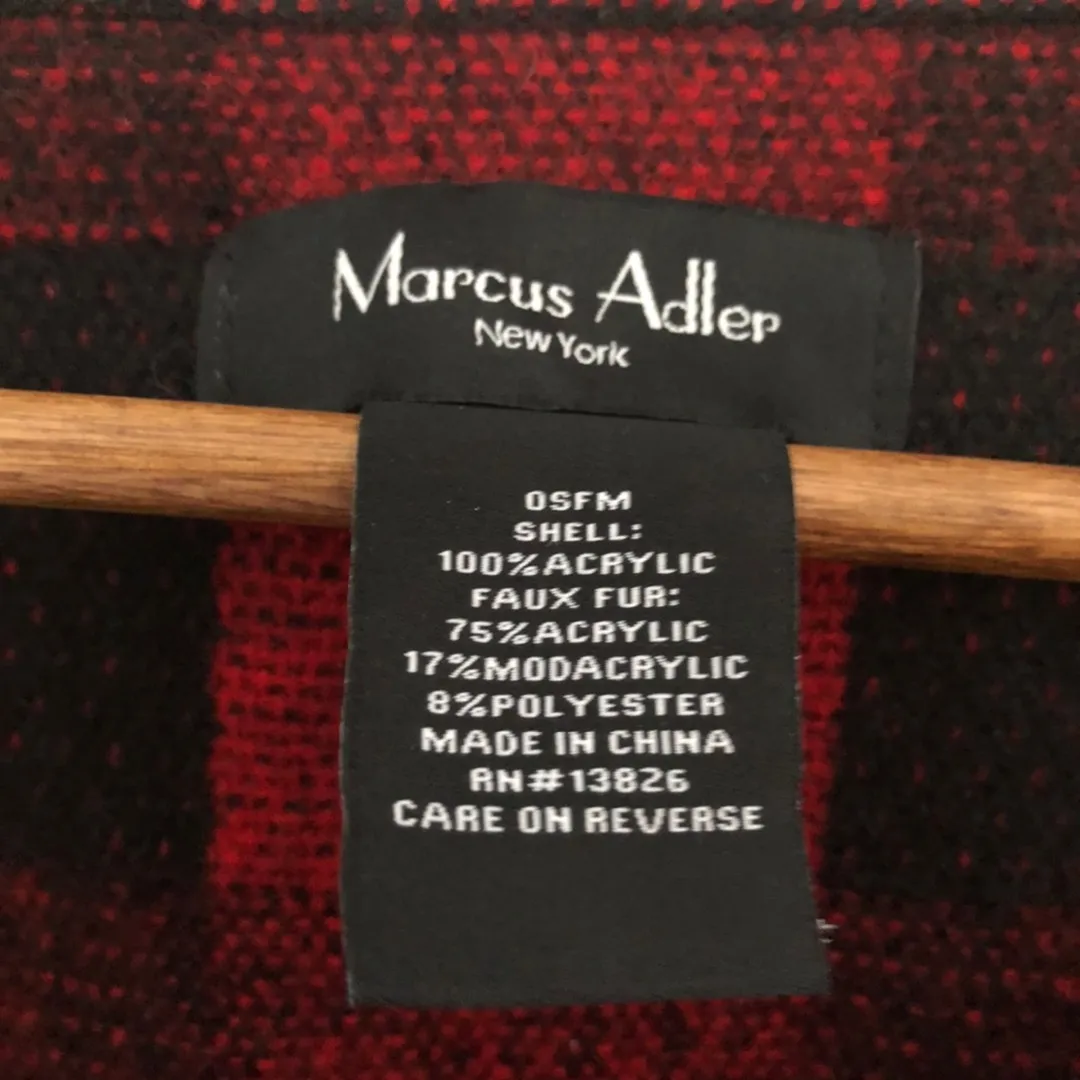 Marcus Adler
New York
OSFM
SHELL:
100%ACRYLIC
FAUX FUR:
75%ACRYLIC
17%MODACRYLIC
8%POLYESTER
MADE IN CHINA
RN#13826
CARE ON REVERSE